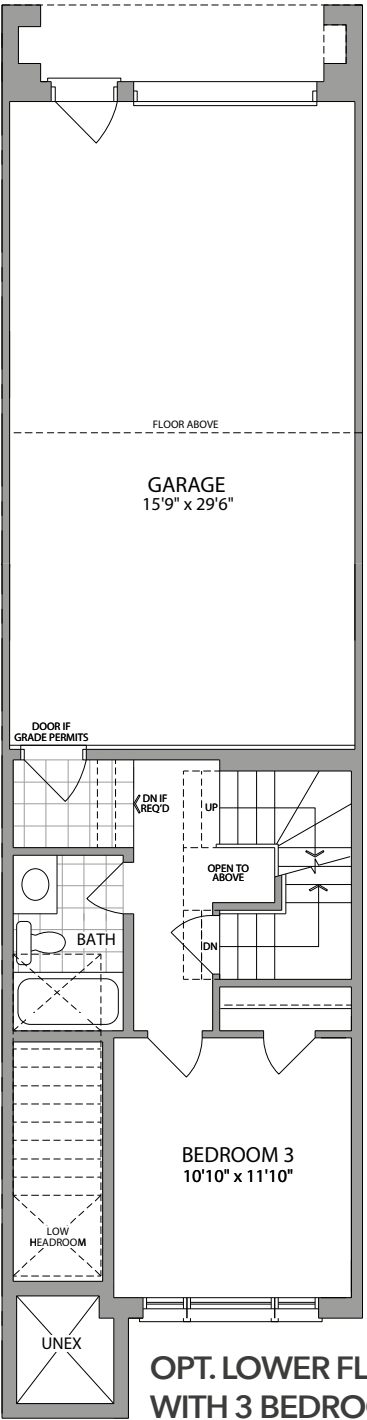 FLOOR ABOVE
GARAGE
15'9" x 29'6"
DOOR IF
GRADE PERMITS
DN IF
REQ'D
UP
OPEN TO
ABOVE
BATH
DN
BEDROOM 3
10'10" x 11'10"
LOW
HEADROOM
UNEX
OPT. LOWER FL
WITH 3 BEDROO